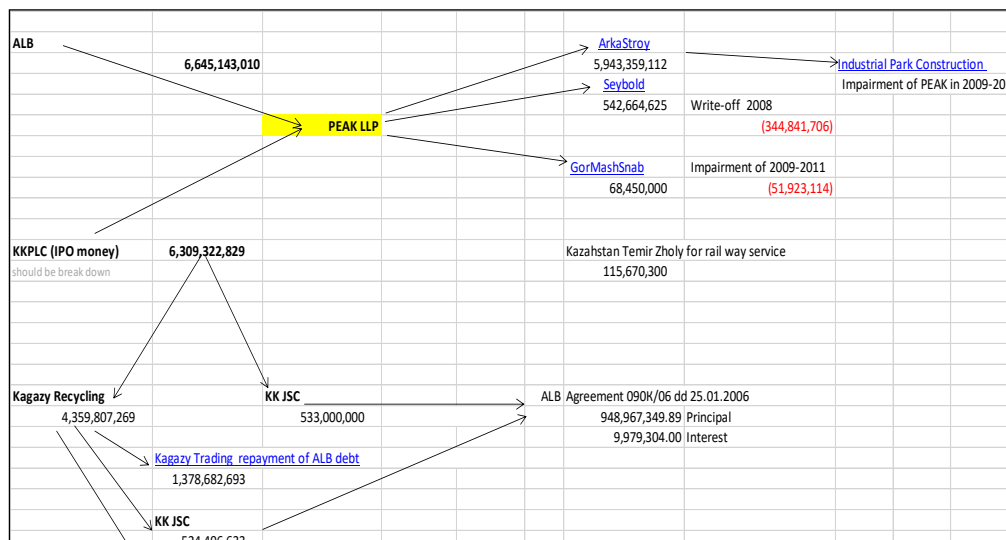 ALB
ArkaStroy
6,645,143,010
5,943,359,112
Industrial Park Construction
Seybold
Impairment of PEAK in 2009-20
542,664,625
Write-off 2008
PEAK LLP
(344,841,706)
GorMashSnab
Impairment of 2009-2011
68,450,000
(51,923,114)
KKPLC (IPO money)
6,309,322,829
Kazahstan Temir Zholy for rail way service
should be break down
115,670,300
Kagazy Recycling
KK JSC
ALB Agreement 090K/06 dd 25.01.2006
4,359,807,269
533,000,000
948,967,349.89 Principal
9,979,304.00 Interest
Kagazy Trading repayment of ALB debt
1,378,682,693
KK JSC